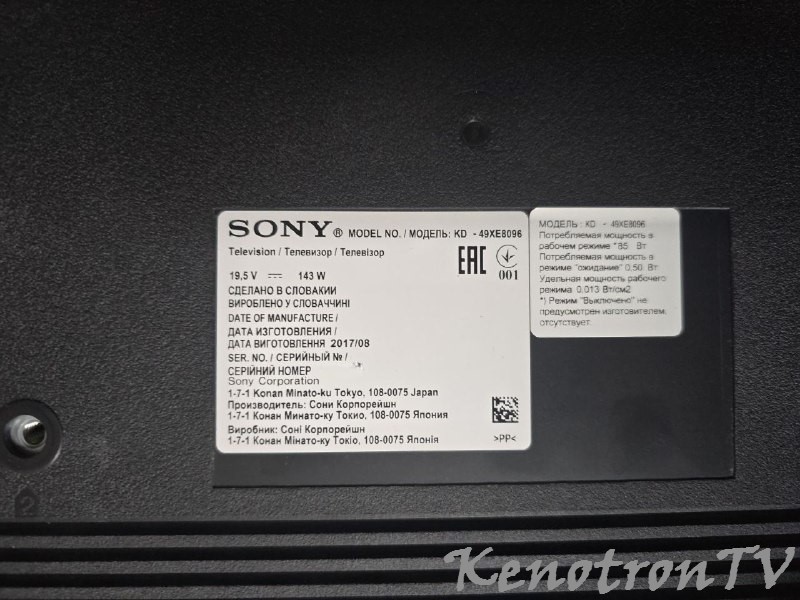 SONY ® MODEL NO. / МОДЕЛЬ: KD - 49XE8096
Television / Телевизор / Телевізор
19,5 V ⎓ 143 W
EAC
001
СДЕЛАНО В СЛОВАКИИ
ВИРОБЛЕНО У СЛОВАЧЧИНІ
DATE OF MANUFACTURE /
ДАТА ИЗГОТОВЛЕНИЯ /
ДАТА ВИГОТОВЛЕННЯ 2017/08
SER. NO. / СЕРИЙНЫЙ № /
СЕРІЙНИЙ НОМЕР
Sony Corporation
1-7-1 Konan Minato-ku Tokyo, 108-0075 Japan
Производитель: Сони Корпорейшн
1-7-1 Конан Минато-ку Токио, 108-0075 Япония
Виробник: Соні Корпорейшн
1-7-1 Конан Мінато-ку Токіо, 108-0075 Японія
>PP<
МОДЕЛЬ: KD - 49XE8096
Потребляемая мощность в
рабочем режиме *85 Вт
Потребляемая мощность в
режиме "ожидание" 0,50 Вт
Удельная мощность рабочего
режима 0.013 Вт/см2
*) Режим "Выключено" не
предусмотрен изготовителем,
отсутствует.
KenotronTV